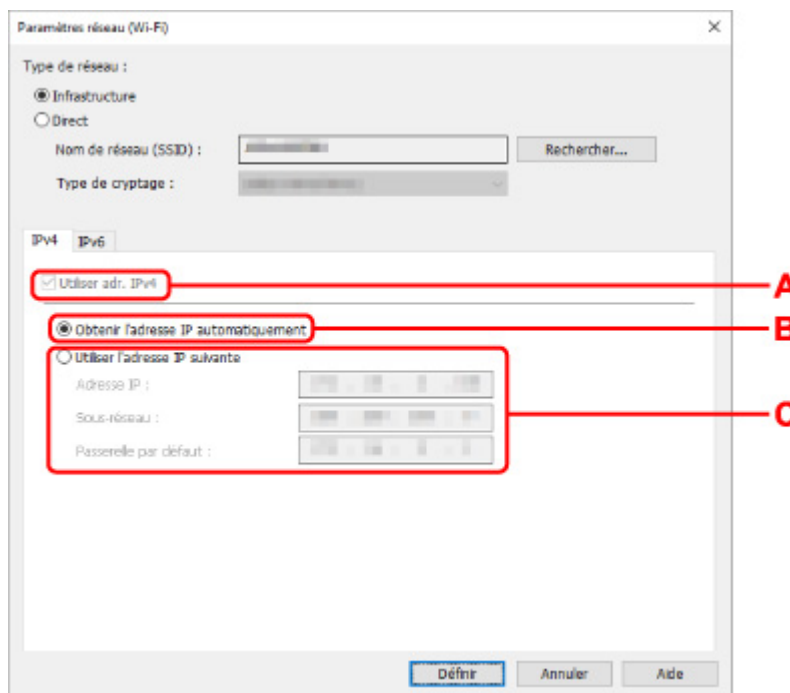 Paramètres réseau (Wi-Fi)
Type de réseau :
Infrastructure
Direct
Nom de réseau (SSID) :
Rechercher...
Type de cryptage :
IPv4 IPv6
Utiliser adr. IPv4
A
Obtenir l'adresse IP automatiquement
B
Utiliser l'adresse IP suivante
Adresse IP :
Sous-réseau :
C
Passerelle par défaut :
Définir Annuler Aide